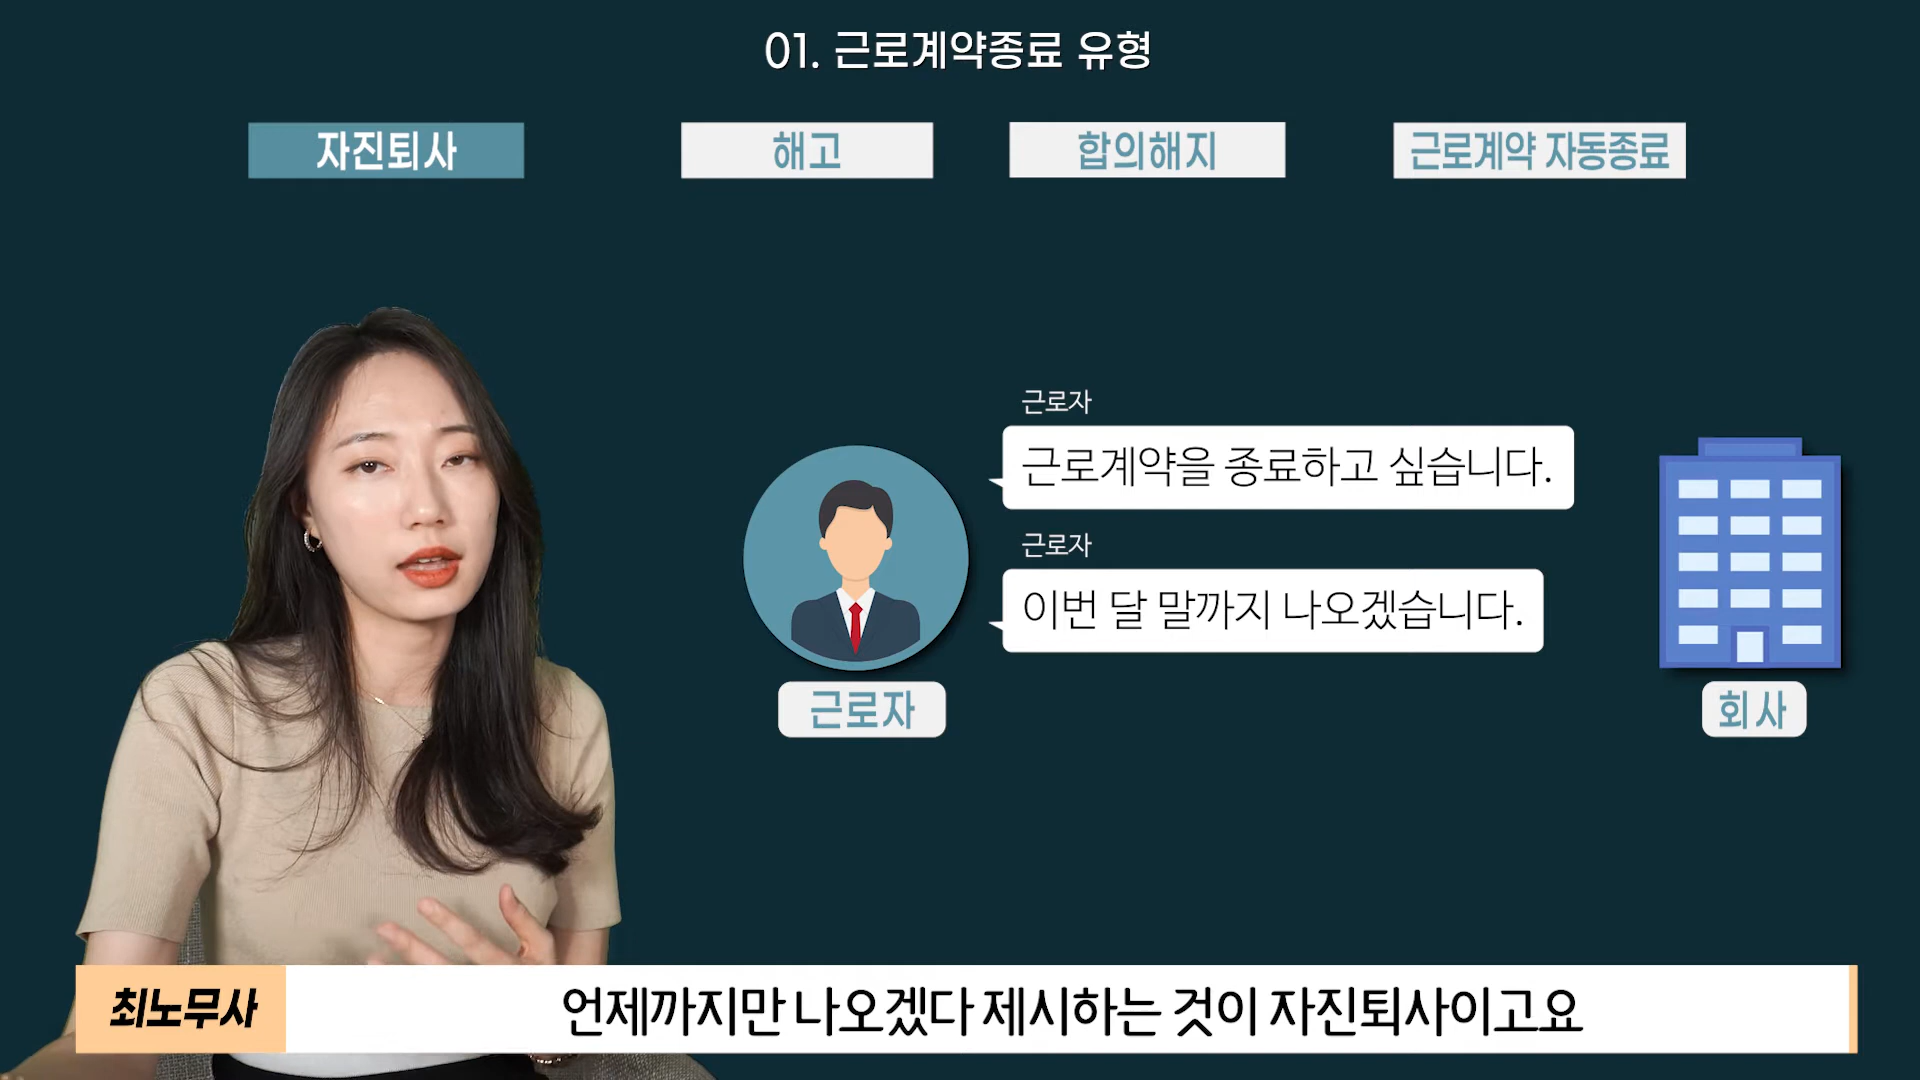 01. 근로계약종료 유형
자진퇴사
해고
합의해지
근로계약 자동종료
근로자
근로계약을 종료하고 싶습니다.
근로자
이번 달 말까지 나오겠습니다.
근로자
회사
최노무사
언제까지만 나오겠다 제시하는 것이 자진퇴사이고요